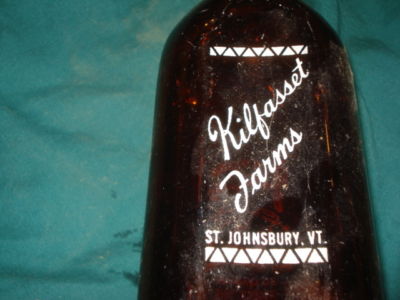 Kilfasset
Farms
ST. JOHNSBURY, VT.